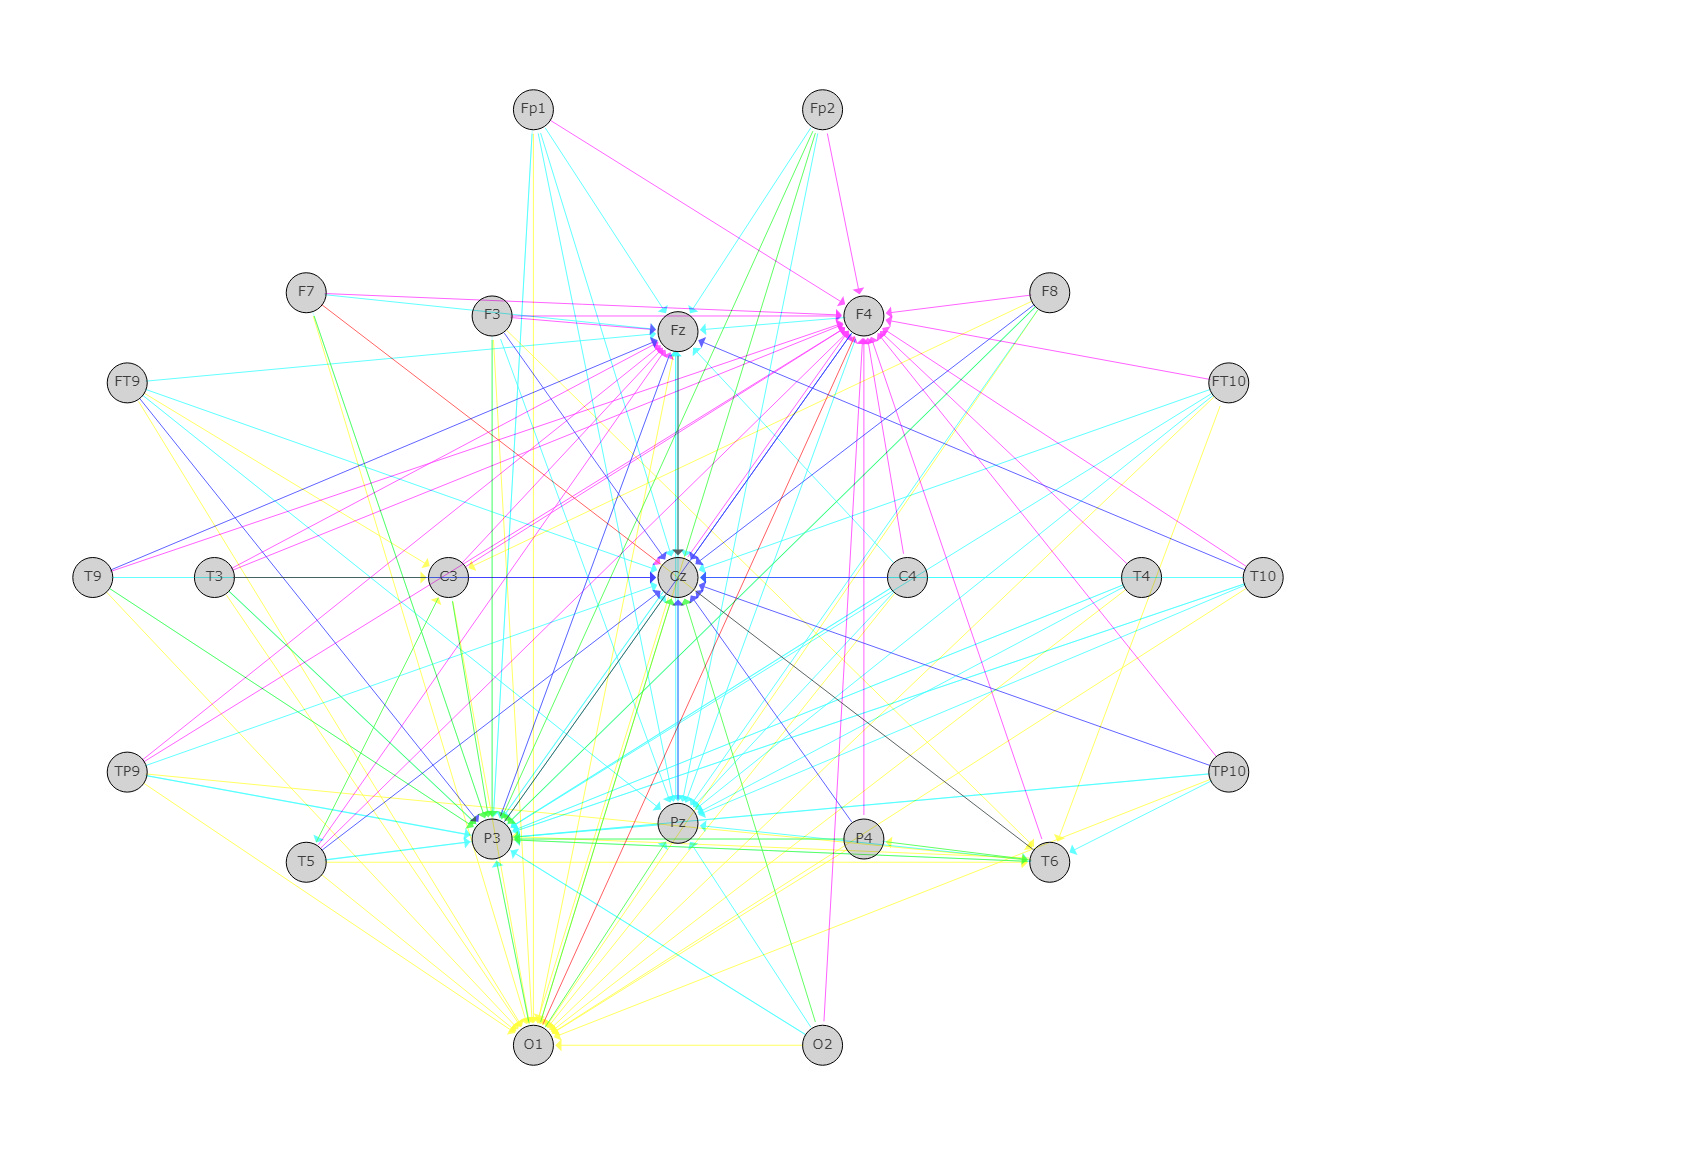 Fp1 Fp2
F7 F3 Fz F4 F8
FT9 FT10
T9 T3 C3 Cz C4 T4 T10
TP9 TP10
T5 P3 Pz P4 T6
O1 O2